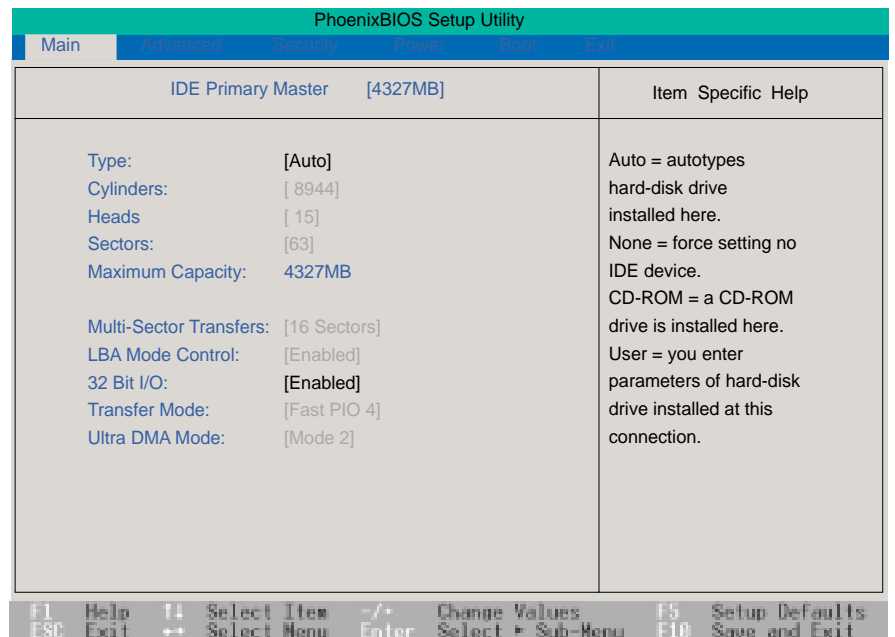 PhoenixBIOS Setup Utility
Main Advanced Security Power Boot Exit
IDE Primary Master [4327MB]
Item Specific Help
Type: [Auto]
Cylinders: [ 8944]
Heads [ 15]
Sectors: [63]
Maximum Capacity: 4327MB
Multi-Sector Transfers: [16 Sectors]
LBA Mode Control: [Enabled]
32 Bit I/O: [Enabled]
Transfer Mode: [Fast PIO 4]
Ultra DMA Mode: [Mode 2]
Auto = autotypes
hard-disk drive
installed here.
None = force setting no
IDE device.
CD-ROM = a CD-ROM
drive is installed here.
User = you enter
parameters of hard-disk
drive installed at this
connection.
F1 Help ↑↓ Select Item -/+ Change Values F5 Setup Defaults
ESC Exit ←→ Select Menu Enter Select ▸ Sub-Menu F10 Save and Exit